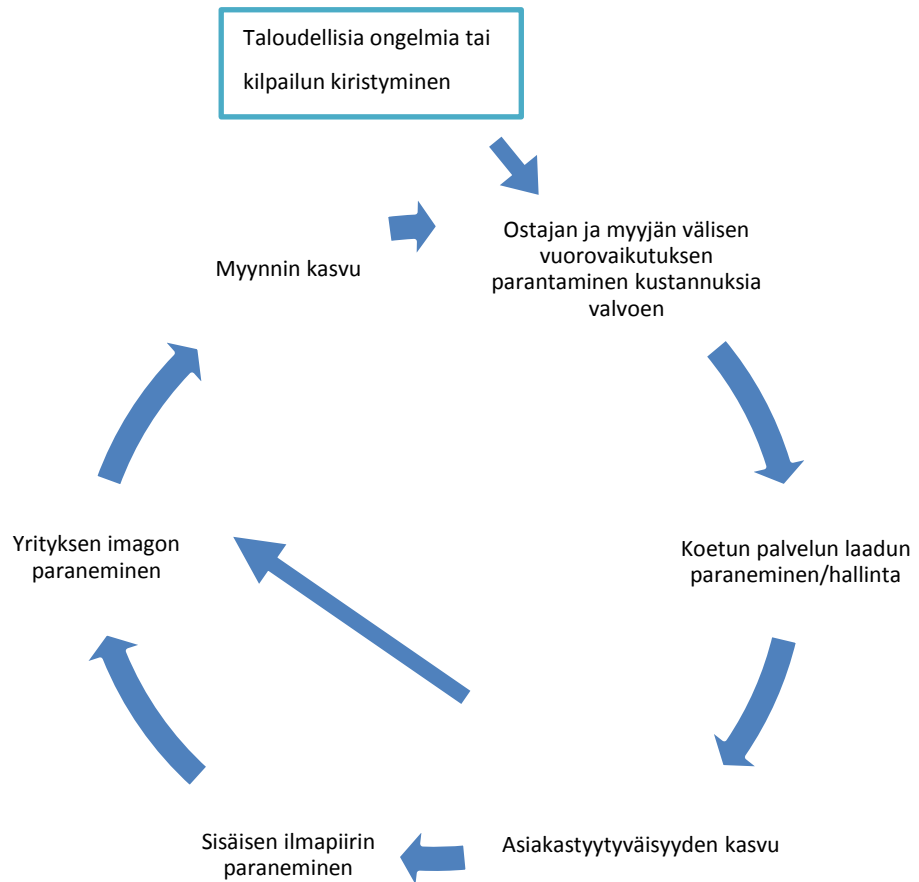 Taloudellisia ongelmia tai
kilpailun kiristyminen
Ostajan ja myyjän välisen
vuorovaikutuksen
parantaminen kustannuksia
valvoen
Koetun palvelun laadun
paraneminen/hallinta
Asiakastyytyväisyyden kasvu
Sisäisen ilmapiirin
paraneminen
Yrityksen imagon
paraneminen
Myynnin kasvu